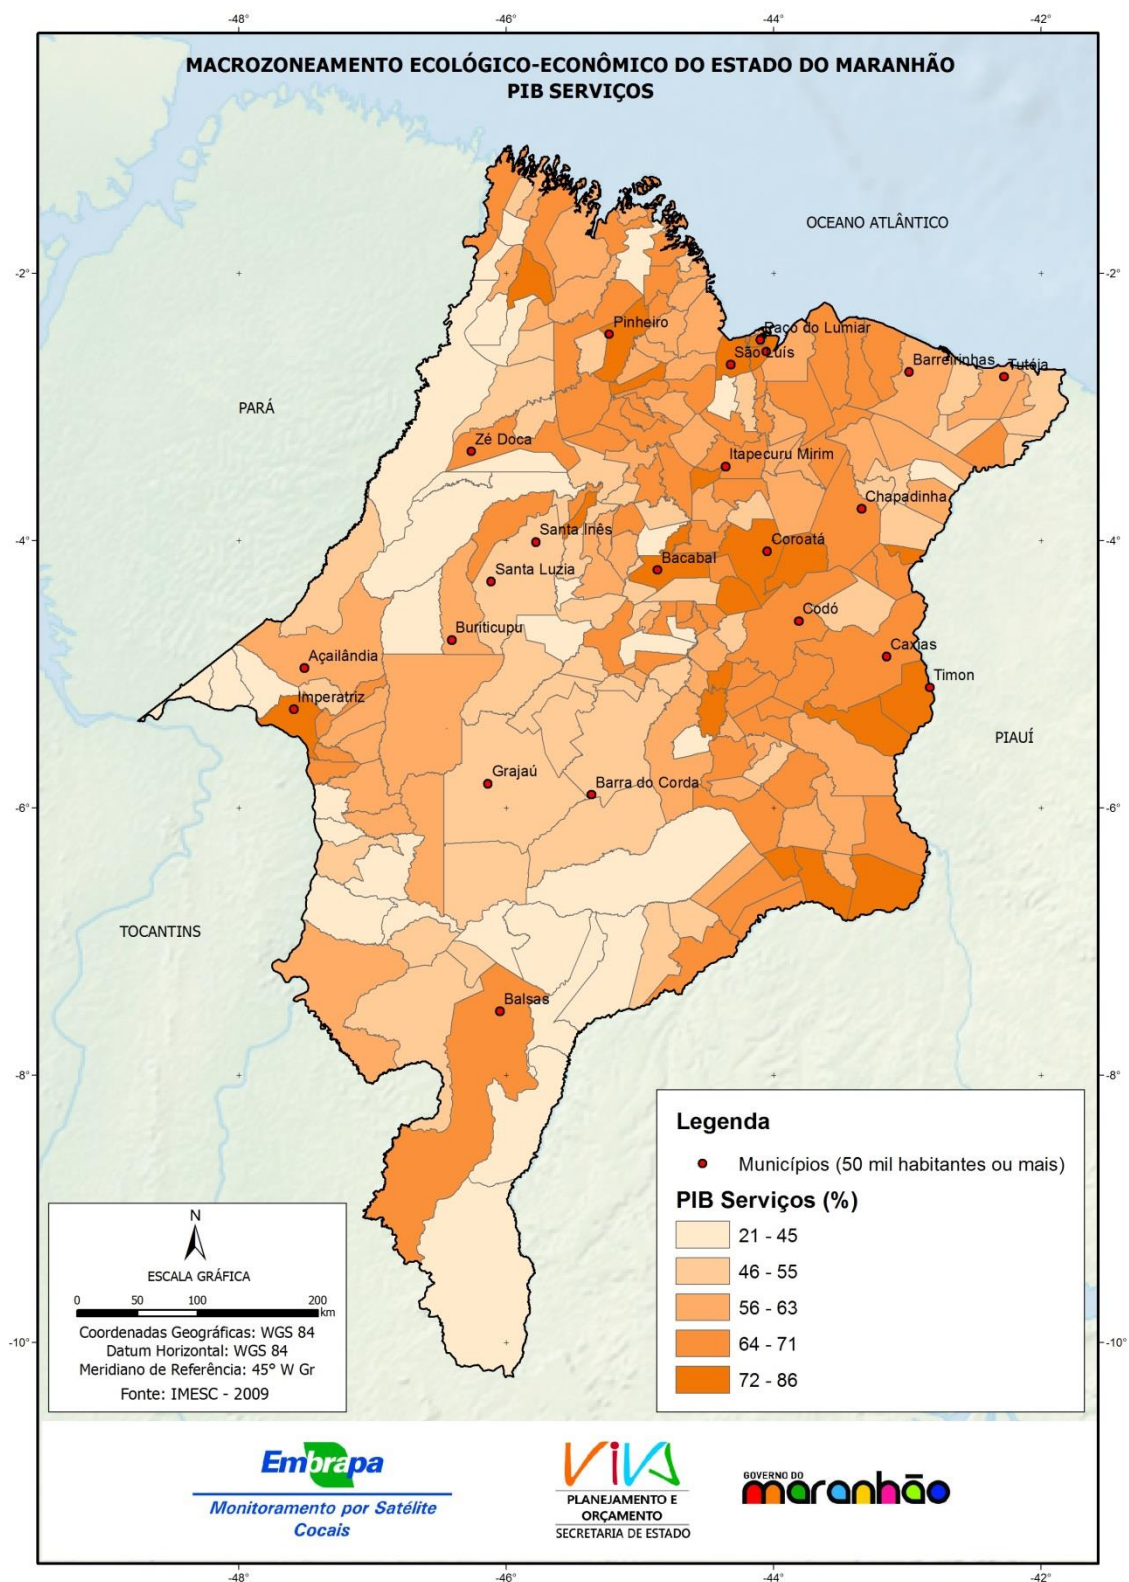 -48° -46° -44° -42°
MACROZONEAMENTO ECOLÓGICO-ECONÔMICO DO ESTADO DO MARANHÃO
PIB SERVIÇOS
OCEANO ATLÂNTICO
-2° -2°
Pinheiro
Paço do Lumiar
São Luís
Barreirinhas
Tutóia
PARÁ
Zé Doca
Itapecuru Mirim
Chapadinha
Santa Inês
-4° -4°
Coroatá
Bacabal
Santa Luzia
Codó
Buriticupu
Caxias
Açailândia
Timon
Imperatriz
PIAUÍ
Grajaú
Barra do Corda
-6° -6°
TOCANTINS
Balsas
-8° -8°
Legenda
Municípios (50 mil habitantes ou mais)
PIB Serviços (%)
21 - 45
46 - 55
56 - 63
64 - 71
72 - 86
N
ESCALA GRÁFICA
0 50 100 200
km
Coordenadas Geográficas: WGS 84
Datum Horizontal: WGS 84
Meridiano de Referência: 45° W Gr
Fonte: IMESC - 2009
-10° -10°
Embrapa
Monitoramento por Satélite
Cocais
VIVA
PLANEJAMENTO E
ORÇAMENTO
SECRETARIA DE ESTADO
GOVERNO DO
maranhão
-48° -46° -44° -42°